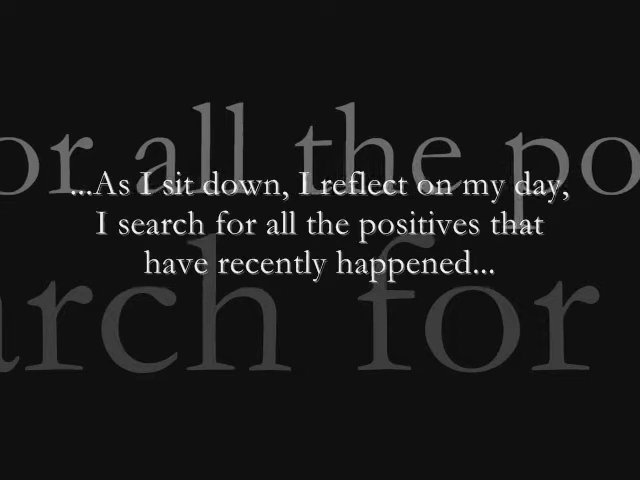 ...As I sit down, I reflect on my day,
I search for all the positives that
have recently happened...
or all the po
arch for